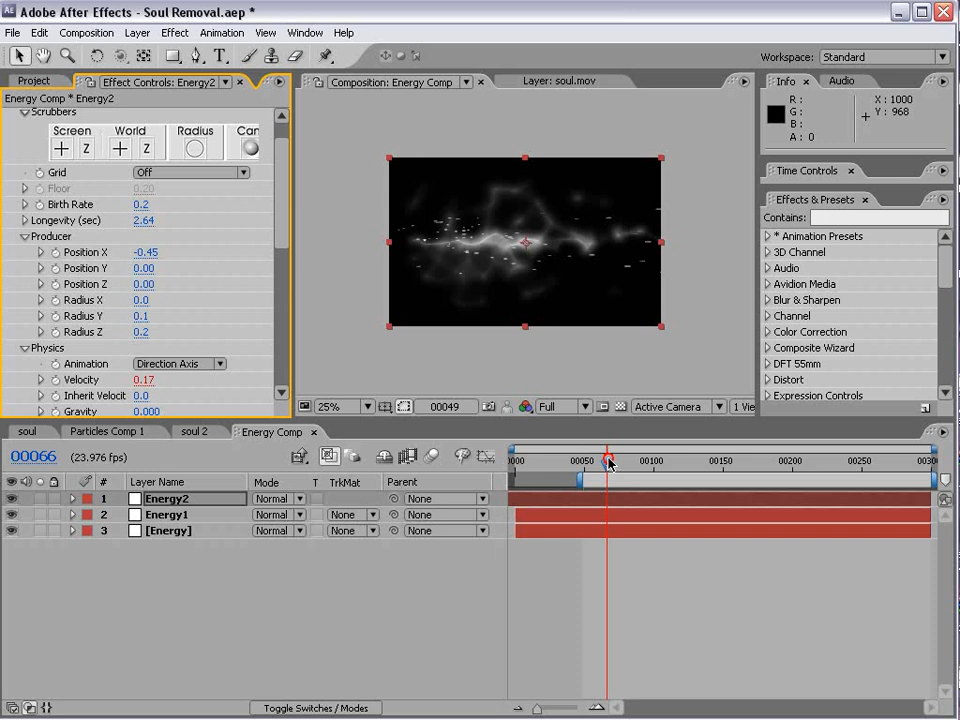 Adobe After Effects - Soul Removal.aep *
File Edit Composition Layer Effect Animation View Window Help
Workspace: Standard
Project Effect Controls: Energy2
Composition: Energy Comp Layer: soul.mov
Info Audio
Energy Comp * Energy2
R: X: 1000
G: Y: 968
B:
A: 0
Scrubbers
Screen World Radius Car
Z Z
Grid Off
Floor 0.20
Birth Rate 0.2
Longevity (sec) 2.64
Producer
Position X -0.45
Position Y 0.00
Position Z 0.00
Radius X 0.0
Radius Y 0.1
Radius Z 0.2
Physics
Animation Direction Axis
Velocity 0.17
Inherit Velocit 0.0
Gravity 0.000
25% 00049 Full Active Camera 1 Vie
Time Controls
Effects & Presets
Contains:
* Animation Presets
3D Channel
Audio
Avidion Media
Blur & Sharpen
Channel
Color Correction
Composite Wizard
DFT 55mm
Distort
Expression Controls
soul Particles Comp 1 soul 2 Energy Comp
00066 (23.976 fps)
0000 00050 00100 00150 00200 00250 0030
# Layer Name Mode T TrkMat Parent
1 Energy2 Normal None
2 Energy1 Normal None None
3 [Energy] Normal None None
Toggle Switches / Modes